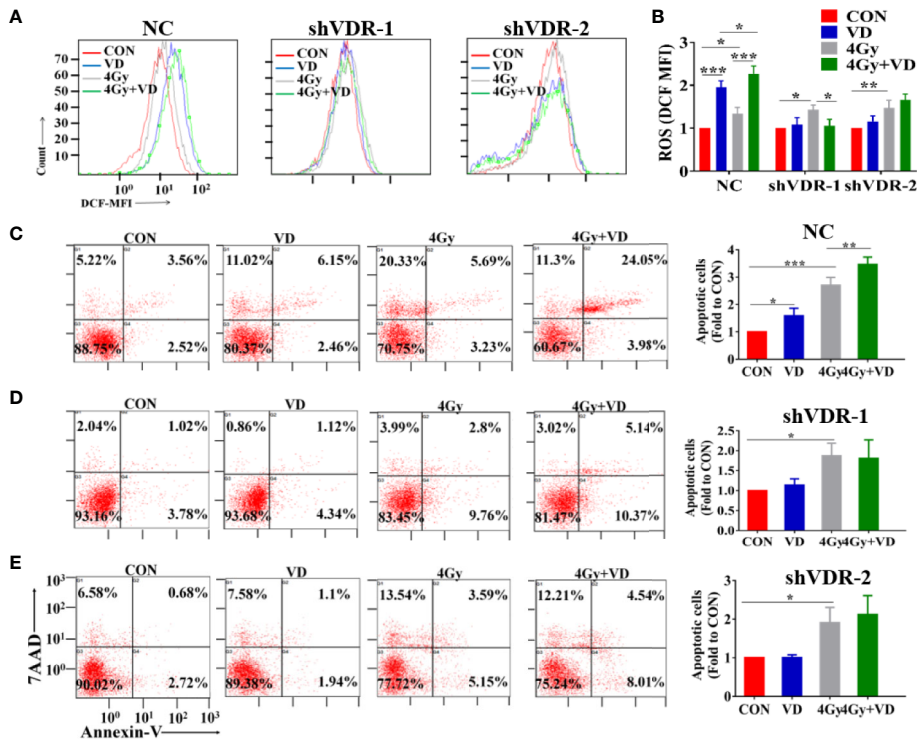 A
NC
shVDR-1
shVDR-2
CON
VD
4Gy
4Gy+VD
CON
VD
4Gy
4Gy+VD
CON
VD
4Gy
4Gy+VD
70
60
50
40
30
20
10
Count
10⁰ 10¹ 10²
DCF-MFI
B
CON
VD
4Gy
4Gy+VD
ROS (DCF MFI)
3
2
1
0
* * *** ***
* *
**
NC shVDR-1 shVDR-2
C
CON VD 4Gy 4Gy+VD
5.22% 3.56% 11.02% 6.15% 20.33% 5.69% 11.3% 24.05%
88.75% 2.52% 80.37% 2.46% 70.75% 3.23% 60.67% 3.98%
NC
Apoptotic cells
(Fold to CON)
4
3
2
1
0
* *** **
CON VD 4Gy 4Gy+VD
D
CON VD 4Gy 4Gy+VD
2.04% 1.02% 0.86% 1.12% 3.99% 2.8% 3.02% 5.14%
93.16% 3.78% 93.68% 4.34% 83.45% 9.76% 81.47% 10.37%
shVDR-1
Apoptotic cells
(Fold to CON)
2.5
2.0
1.5
1.0
0.5
0.0
*
CON VD 4Gy 4Gy+VD
E
CON VD 4Gy 4Gy+VD
6.58% 0.68% 7.58% 1.1% 13.54% 3.59% 12.21% 4.54%
90.02% 2.72% 89.38% 1.94% 77.72% 5.15% 75.24% 8.01%
7AAD
10³
10²
10¹
10⁰
10⁰ 10¹ 10² 10³
Annexin-V
shVDR-2
Apoptotic cells
(Fold to CON)
3
2
1
0
*
CON VD 4Gy 4Gy+VD